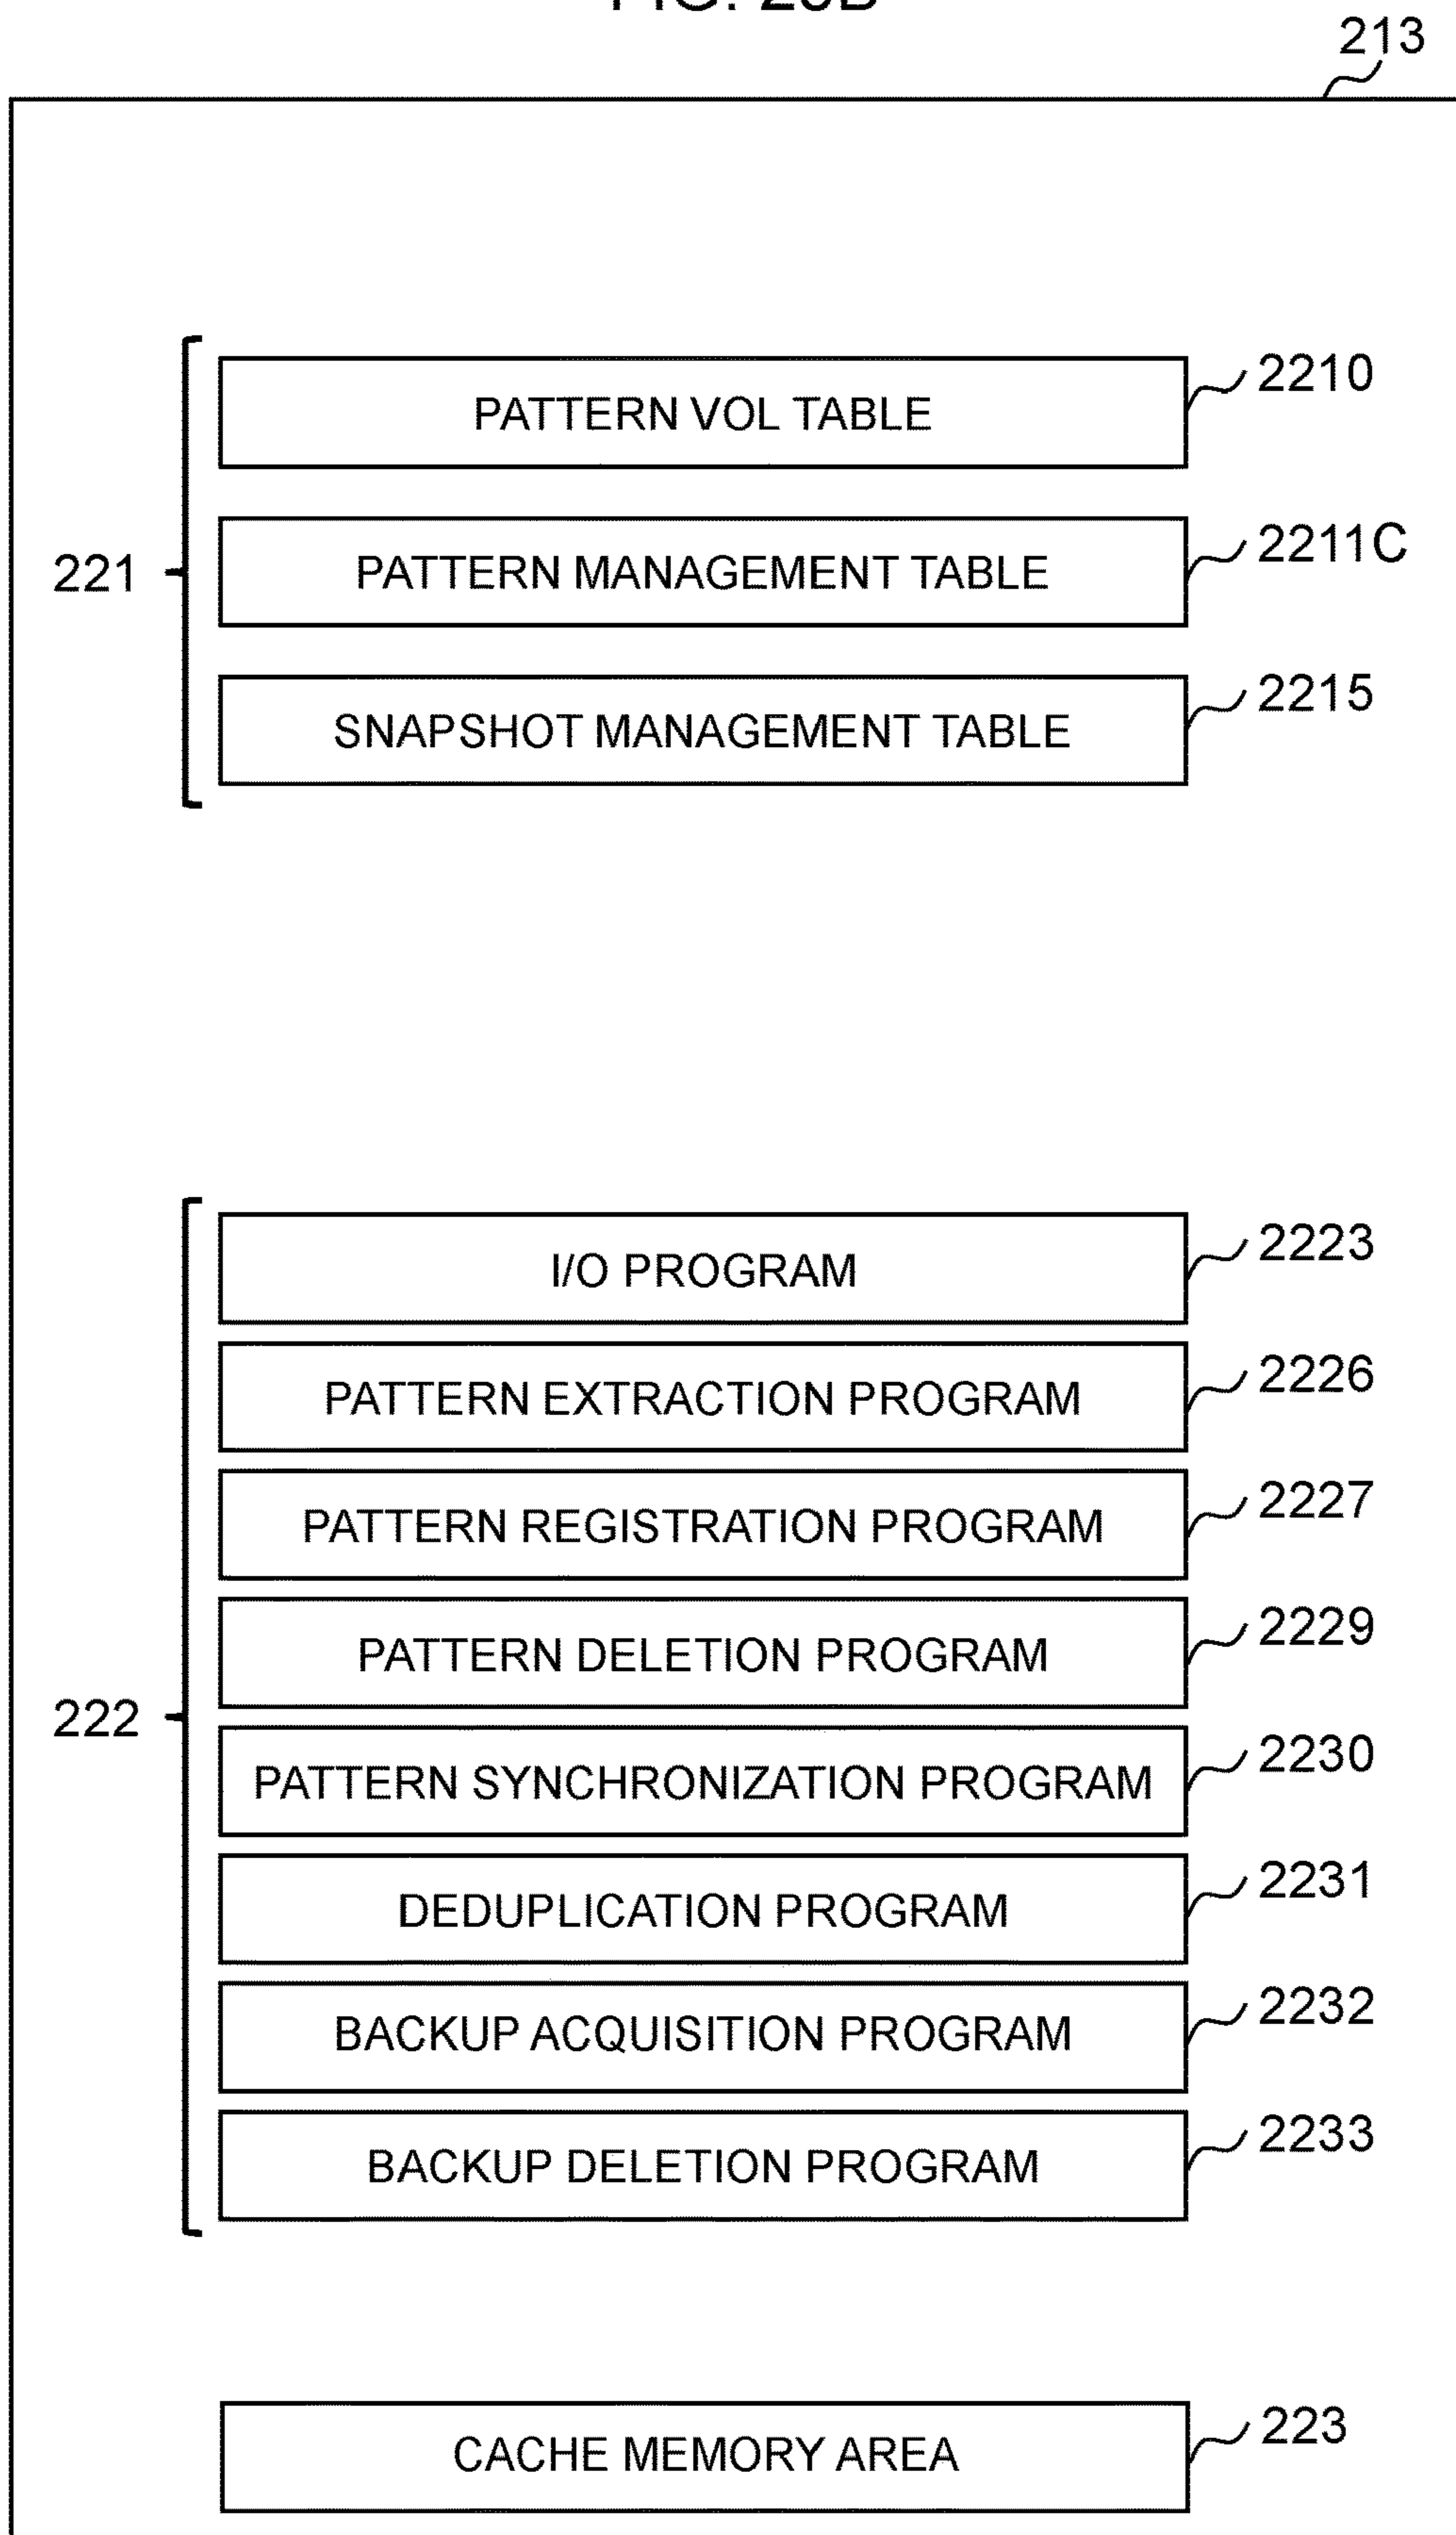 213
PATTERN VOL TABLE 2210
221 PATTERN MANAGEMENT TABLE 2211C
SNAPSHOT MANAGEMENT TABLE 2215
I/O PROGRAM 2223
PATTERN EXTRACTION PROGRAM 2226
PATTERN REGISTRATION PROGRAM 2227
PATTERN DELETION PROGRAM 2229
222 PATTERN SYNCHRONIZATION PROGRAM 2230
DEDUPLICATION PROGRAM 2231
BACKUP ACQUISITION PROGRAM 2232
BACKUP DELETION PROGRAM 2233
CACHE MEMORY AREA 223